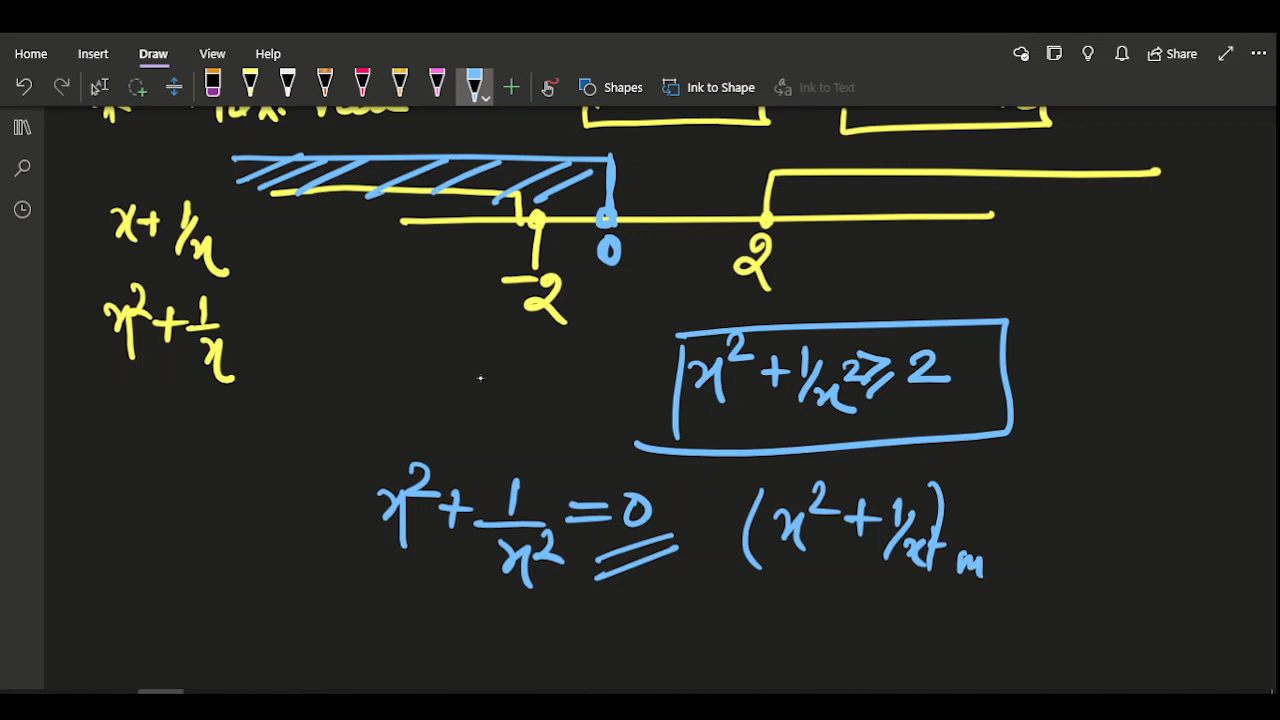 Home Insert Draw View Help
Share
Shapes Ink to Shape Ink to Text
x + 1/x
-2 0 2
x² + 1/x
x² + 1/x² ≥ 2
x² + 1/x² = 0 (x² + 1/x²)m